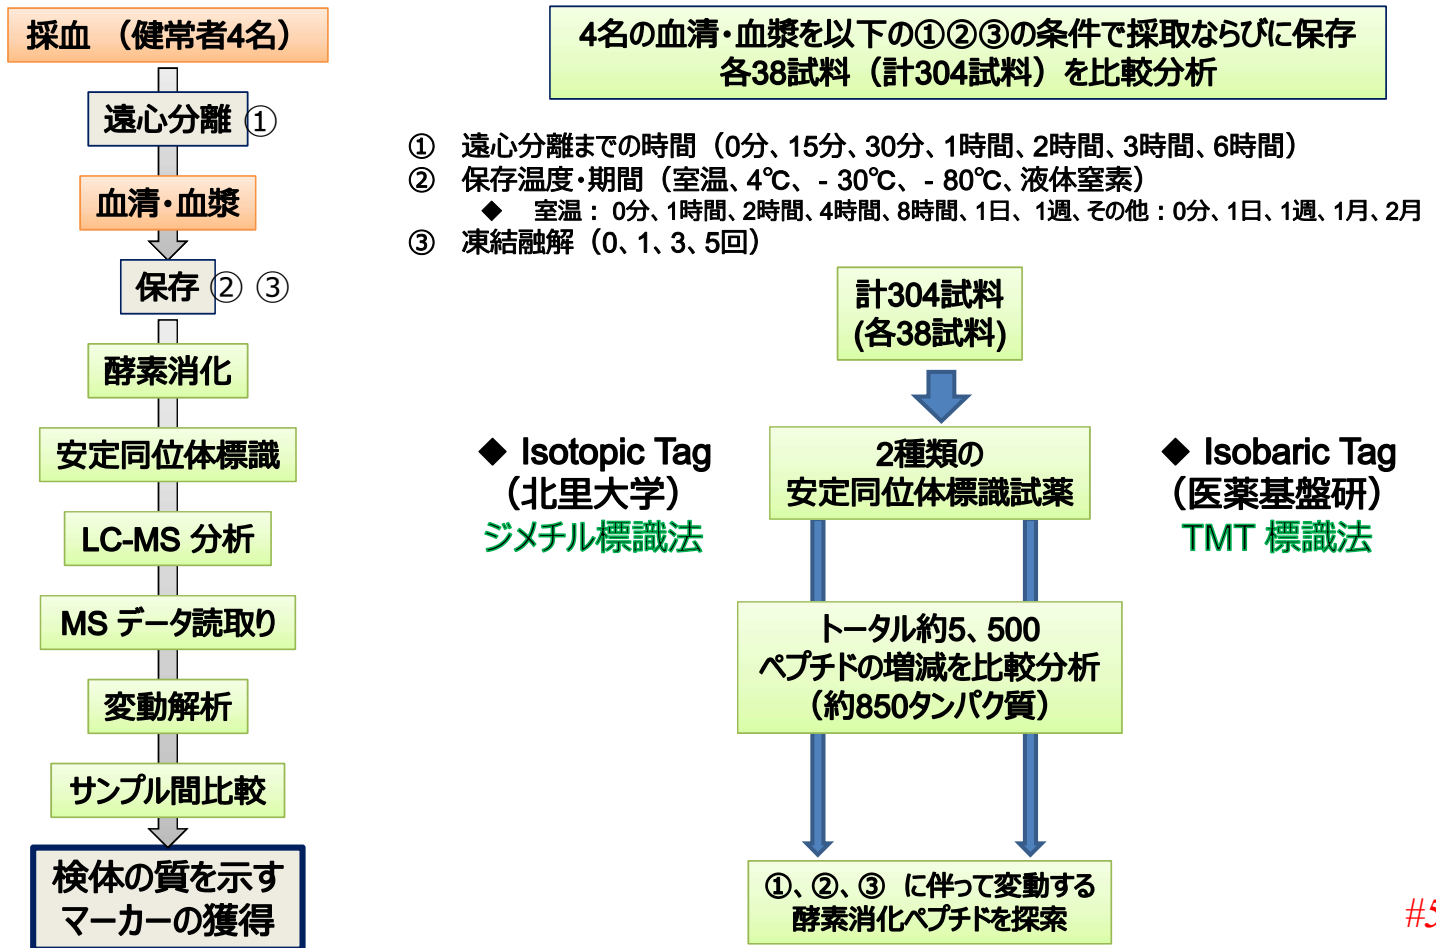 採血 （健常者4名）
遠心分離 ①
血清・血漿
保存 ② ③
酵素消化
安定同位体標識
LC-MS 分析
MS データ読取り
変動解析
サンプル間比較
検体の質を示す
マーカーの獲得
4名の血清・血漿を以下の①②③の条件で採取ならびに保存
各38試料（計304試料）を比較分析
① 遠心分離までの時間（0分、15分、30分、1時間、2時間、3時間、6時間）
② 保存温度・期間（室温、4℃、- 30℃、- 80℃、液体窒素）
◆ 室温： 0分、1時間、2時間、4時間、8時間、1日、1週、その他：0分、1日、1週、1月、2月
③ 凍結融解（0、1、3、5回）
計304試料
(各38試料)
◆ Isotopic Tag
（北里大学）
ジメチル標識法
2種類の
安定同位体標識試薬
◆ Isobaric Tag
（医薬基盤研）
TMT 標識法
トータル約5、500
ペプチドの増減を比較分析
（約850タンパク質）
①、②、③ に伴って変動する
酵素消化ペプチドを探索
#5